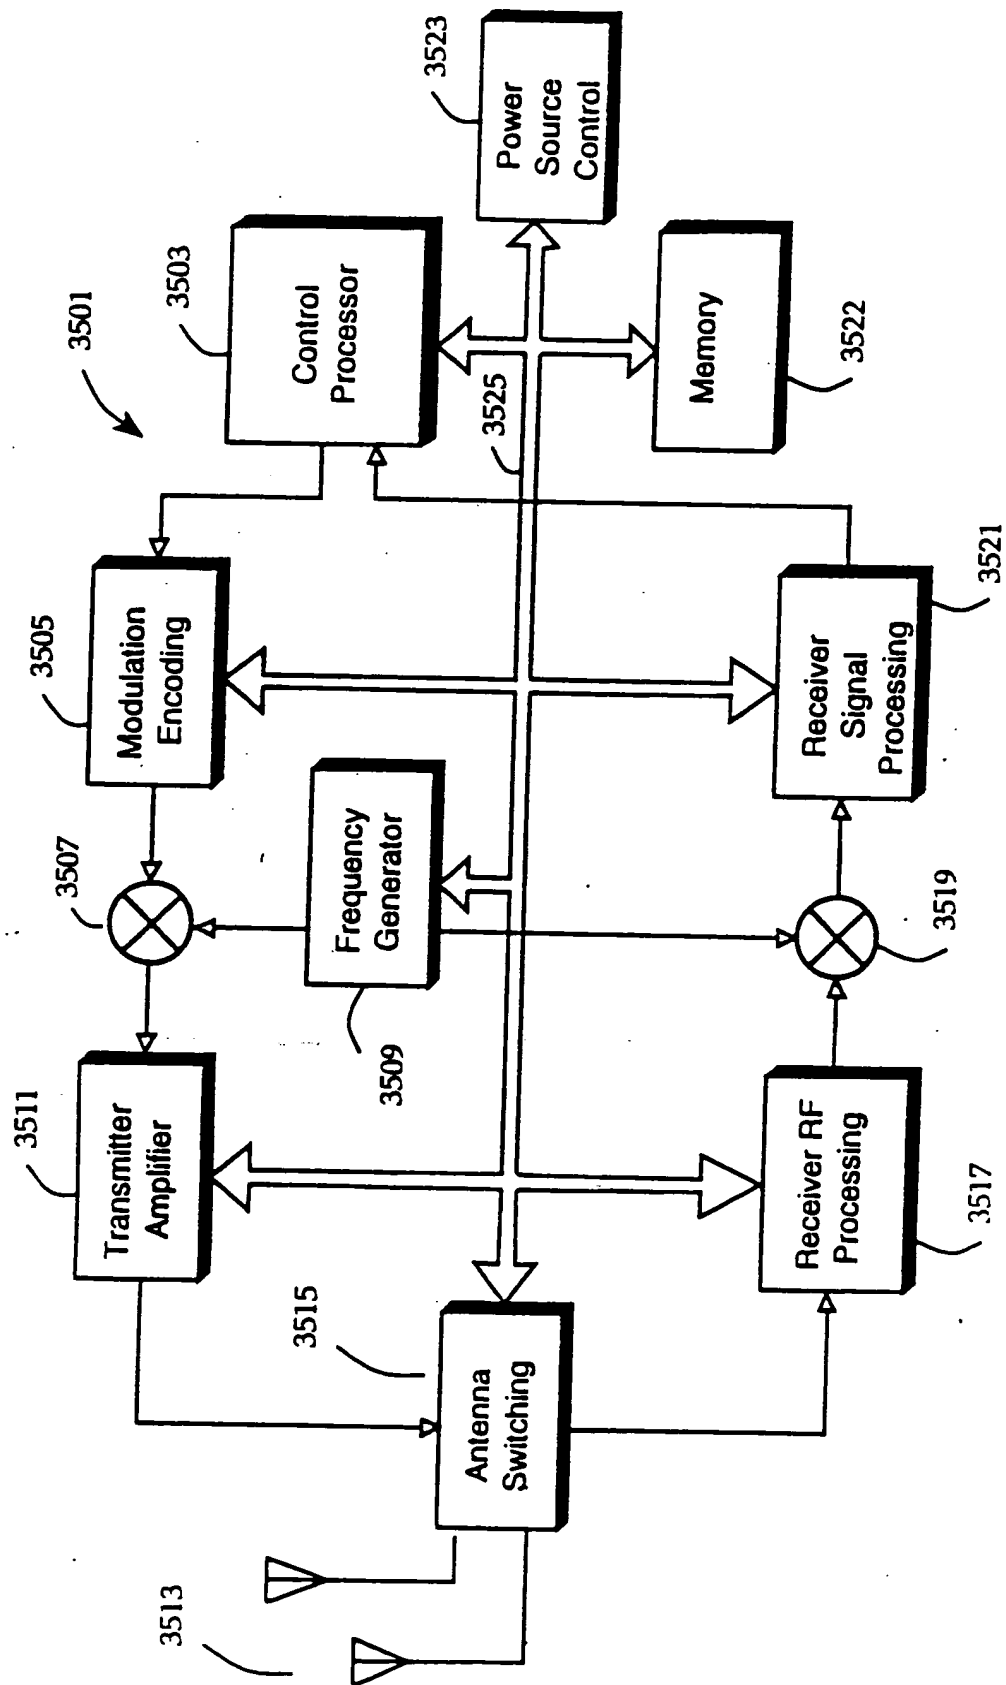 3501
3503
Control
Processor
3523
Power
Source
Control
3505
Modulation
Encoding
3525
Memory
3522
3507
3509
Frequency
Generator
3511
Transmitter
Amplifier
3521
Receiver
Signal
Processing
3519
3515
Antenna
Switching
3517
Receiver RF
Processing
3513